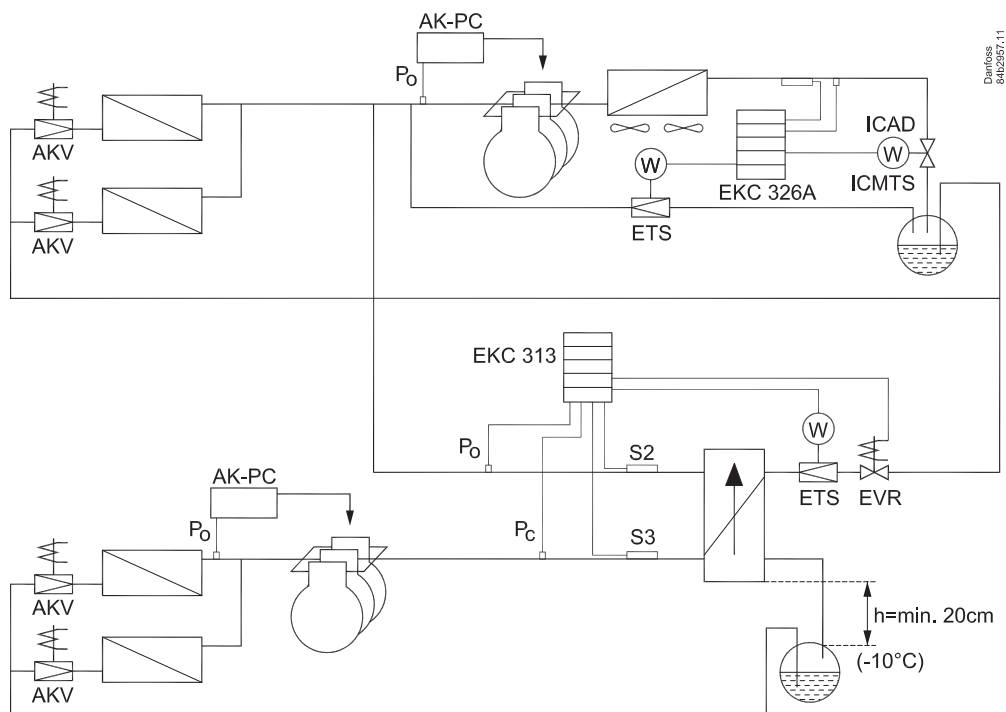 AK-PC
Danfoss
84b2957.11
Po
AKV
ICAD
W
W
ICMTS
EKC 326A
AKV
ETS
EKC 313
Po
W
S2
AK-PC
ETS
EVR
Po
Pc
S3
AKV
h=min. 20cm
(-10°C)
AKV